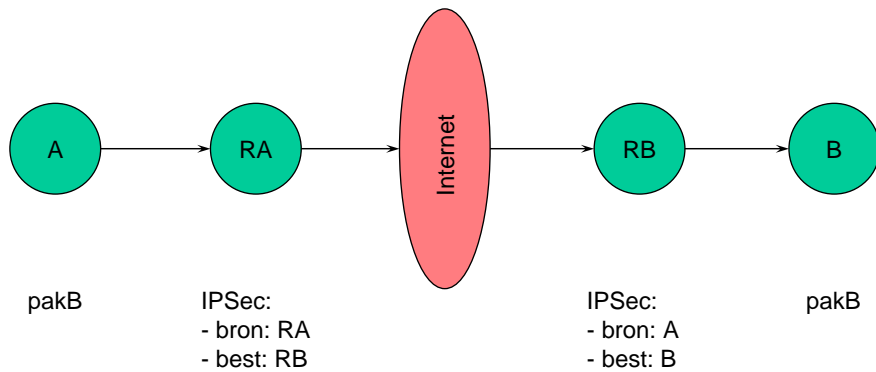 A
RA
Internet
RB
B
pakB
IPSec:
- bron: RA
- best: RB
IPSec:
- bron: A
- best: B
pakB